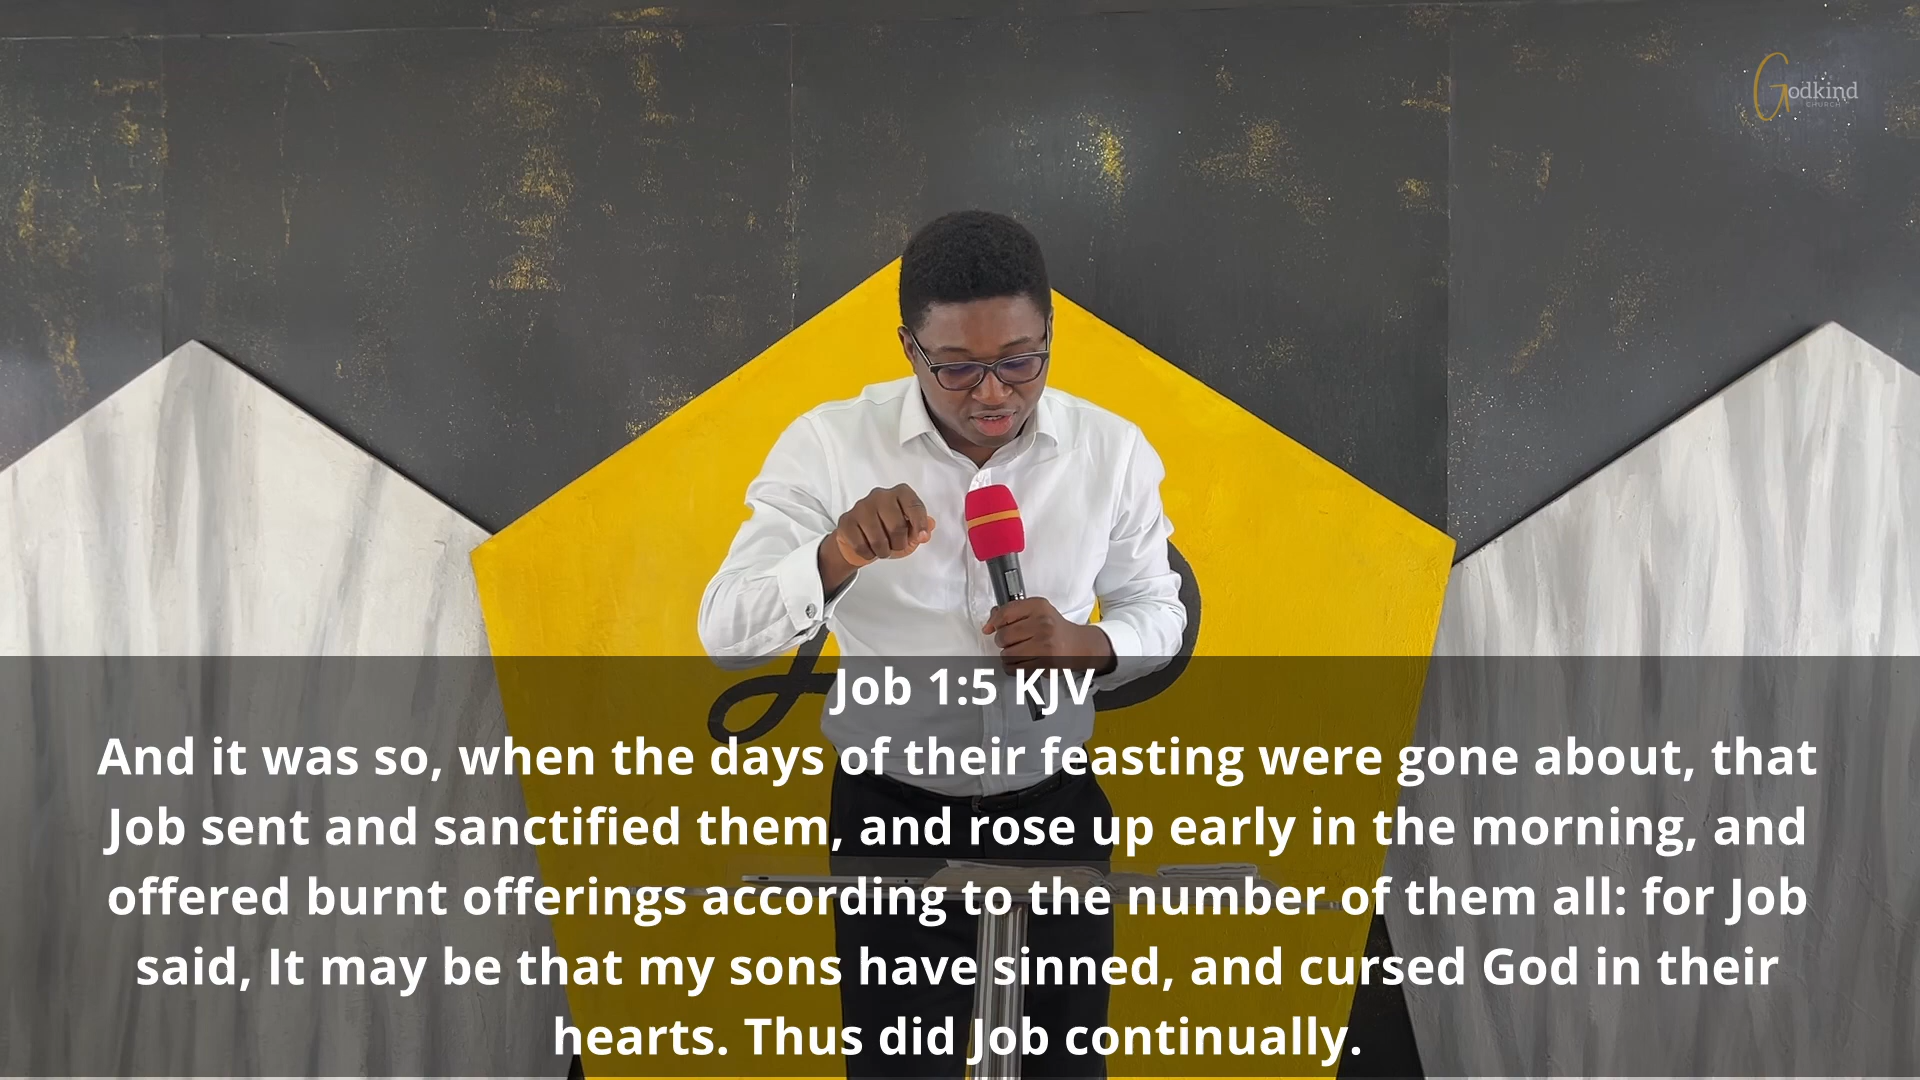 Godkind
CHURCH
Job 1:5 KJV
And it was so, when the days of their feasting were gone about, that
Job sent and sanctified them, and rose up early in the morning, and
offered burnt offerings according to the number of them all: for Job
said, It may be that my sons have sinned, and cursed God in their
hearts. Thus did Job continually.